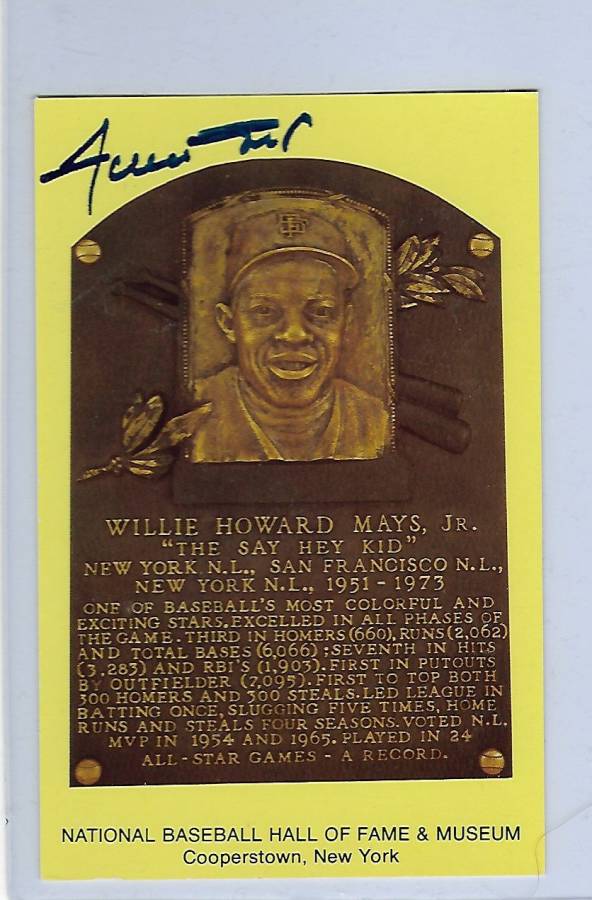 Willie Mays
SF
WILLIE HOWARD MAYS, JR.
"THE SAY HEY KID"
NEW YORK N.L., SAN FRANCISCO N.L.,
NEW YORK N.L., 1951 - 1973
ONE OF BASEBALL'S MOST COLORFUL AND
EXCITING STARS. EXCELLED IN ALL PHASES OF
THE GAME. THIRD IN HOMERS (660), RUNS (2,062)
AND TOTAL BASES (6,066); SEVENTH IN HITS
(3,283) AND RBI'S (1,903). FIRST IN PUTOUTS
BY OUTFIELDER (7,095). FIRST TO TOP BOTH
300 HOMERS AND 300 STEALS. LED LEAGUE IN
BATTING ONCE, SLUGGING FIVE TIMES, HOME
RUNS AND STEALS FOUR SEASONS. VOTED N.L.
MVP IN 1954 AND 1965. PLAYED IN 24
ALL-STAR GAMES - A RECORD.
NATIONAL BASEBALL HALL OF FAME & MUSEUM
Cooperstown, New York